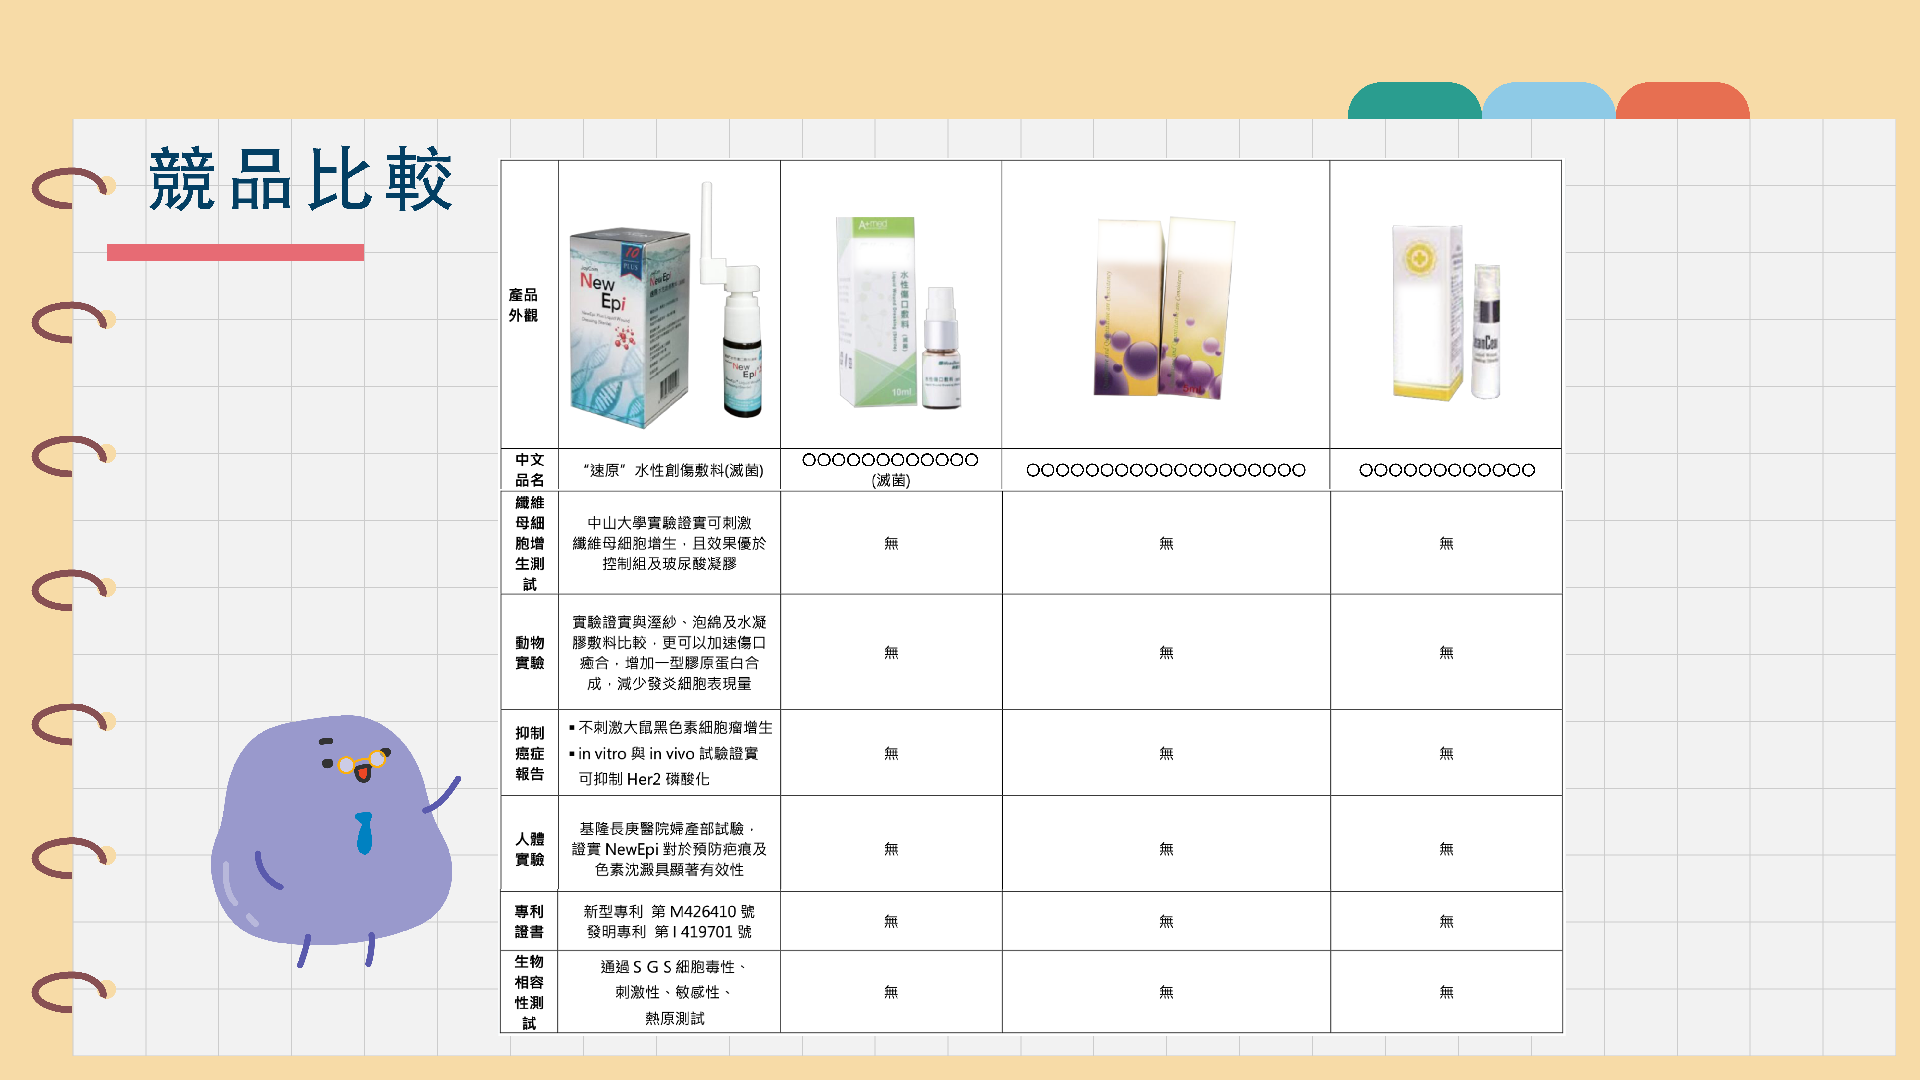 競品比較
產品
外觀
10
PLUS
New
Epi
New
Epi
A+med
水性傷口敷料
10ml
5ml
中文
品名
“速原”水性創傷敷料(滅菌)
〇〇〇〇〇〇〇〇〇〇〇〇
(滅菌)
〇〇〇〇〇〇〇〇〇〇〇〇〇〇〇〇〇〇〇
〇〇〇〇〇〇〇〇〇〇〇〇
纖維
母細
胞增
生測
試
中山大學實驗證實可刺激
纖維母細胞增生，且效果優於
控制組及玻尿酸凝膠
無
無
無
動物
實驗
實驗證實與溼紗、泡綿及水凝
膠敷料比較，更可以加速傷口
癒合，增加一型膠原蛋白合
成，減少發炎細胞表現量
無
無
無
抑制
癌症
報告
▪ 不刺激大鼠黑色素細胞瘤增生
▪ in vitro 與 in vivo 試驗證實
可抑制 Her2 磷酸化
無
無
無
人體
實驗
基隆長庚醫院婦產部試驗，
證實 NewEpi 對於預防疤痕及
色素沈澱具顯著有效性
無
無
無
專利
證書
新型專利 第 M426410 號
發明專利 第 I 419701 號
無
無
無
生物
相容
性測
試
通過ＳＧＳ細胞毒性、
刺激性、敏感性、
熱原測試
無
無
無